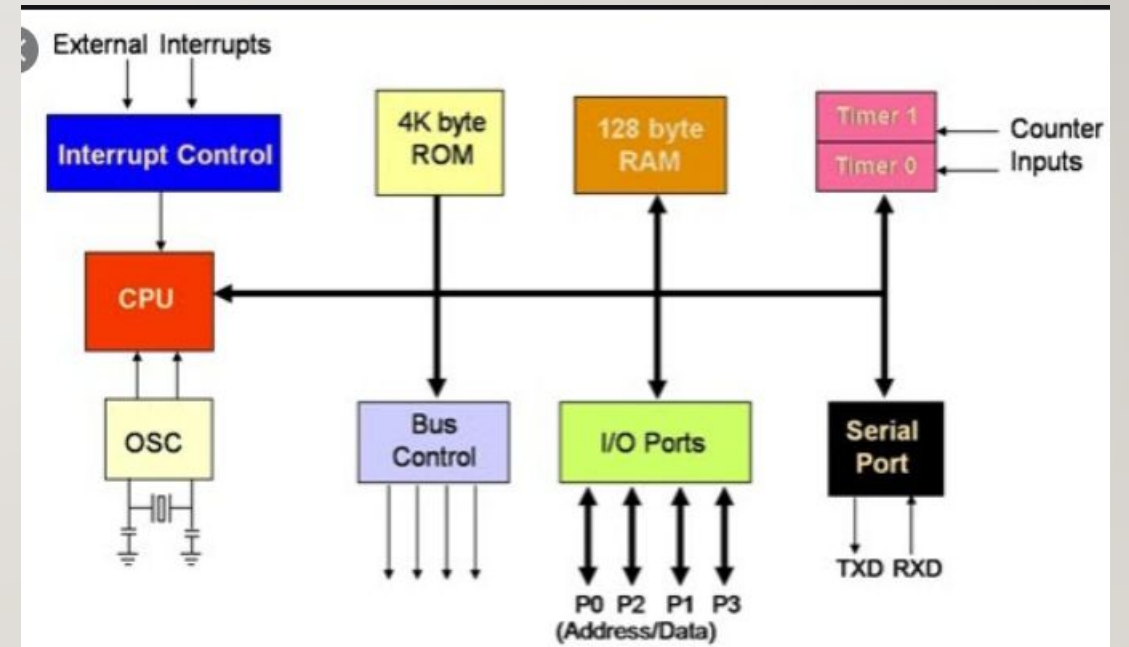 External Interrupts
Interrupt Control
4K byte
ROM
128 byte
RAM
Timer 1
Timer 0
Counter
Inputs
CPU
OSC
Bus
Control
I/O Ports
Serial
Port
TXD RXD
P0 P2 P1 P3
(Address/Data)